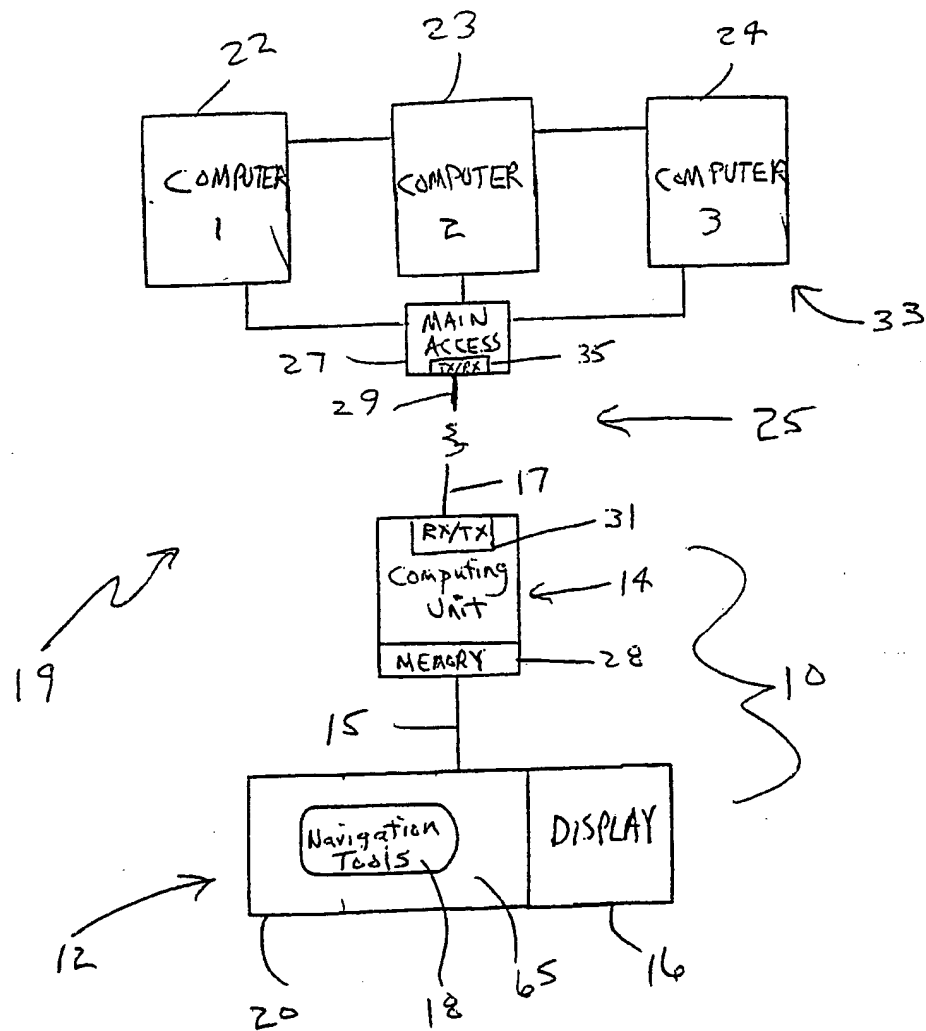 22
23
24
COMPUTER
1
COMPUTER
2
COMPUTER
3
33
MAIN
ACCESS
TX/RX
27
35
29
25
17
RX/TX
31
Computing
Unit
14
MEMORY
28
19
10
15
Navigation
Tools
DISPLAY
12
20
18
65
16